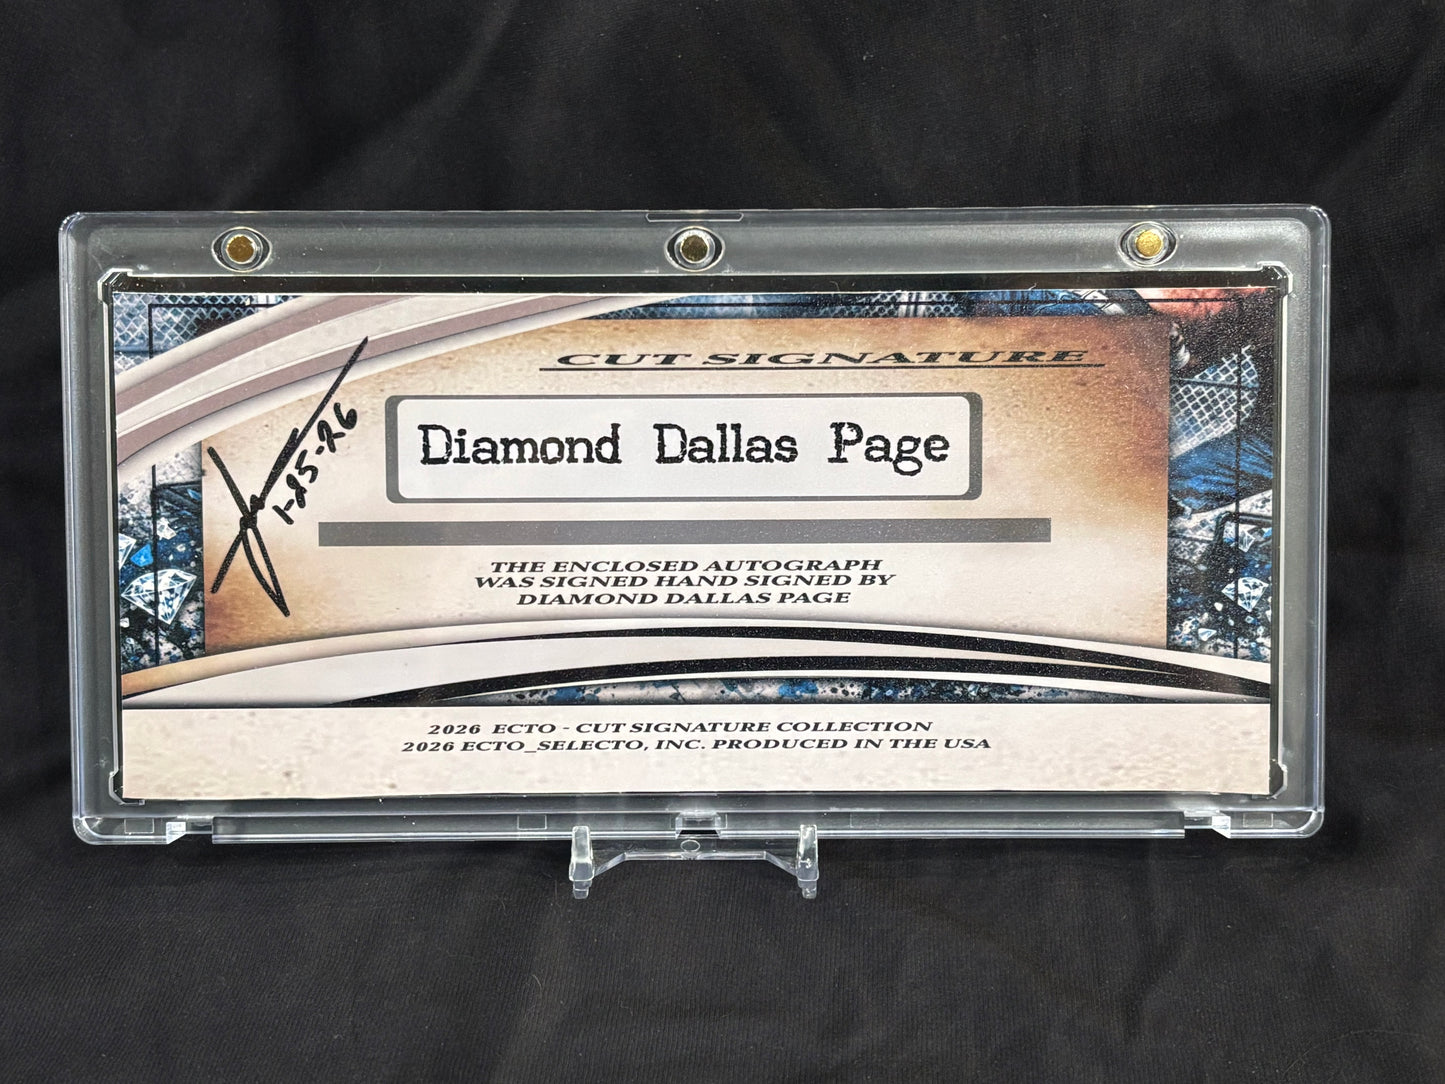 CUT SIGNATURE
Diamond Dallas Page
1-25-26
THE ENCLOSED AUTOGRAPH
WAS SIGNED HAND SIGNED BY
DIAMOND DALLAS PAGE
2026 ECTO - CUT SIGNATURE COLLECTION
2026 ECTO_SELECTO, INC. PRODUCED IN THE USA